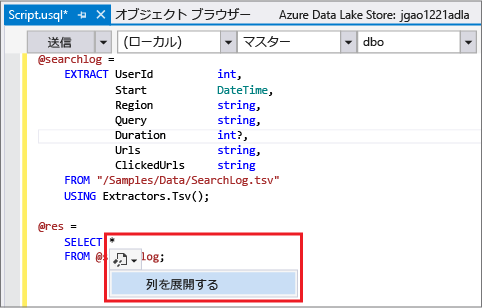 Script.usql* オブジェクト ブラウザー Azure Data Lake Store: jgao1221adla
送信 (ローカル) マスター dbo
@searchlog =
EXTRACT UserId int,
Start DateTime,
Region string,
Query string,
Duration int?,
Urls string,
ClickedUrls string
FROM "/Samples/Data/SearchLog.tsv"
USING Extractors.Tsv();
@res =
SELECT *
FROM @s log;
列を展開する